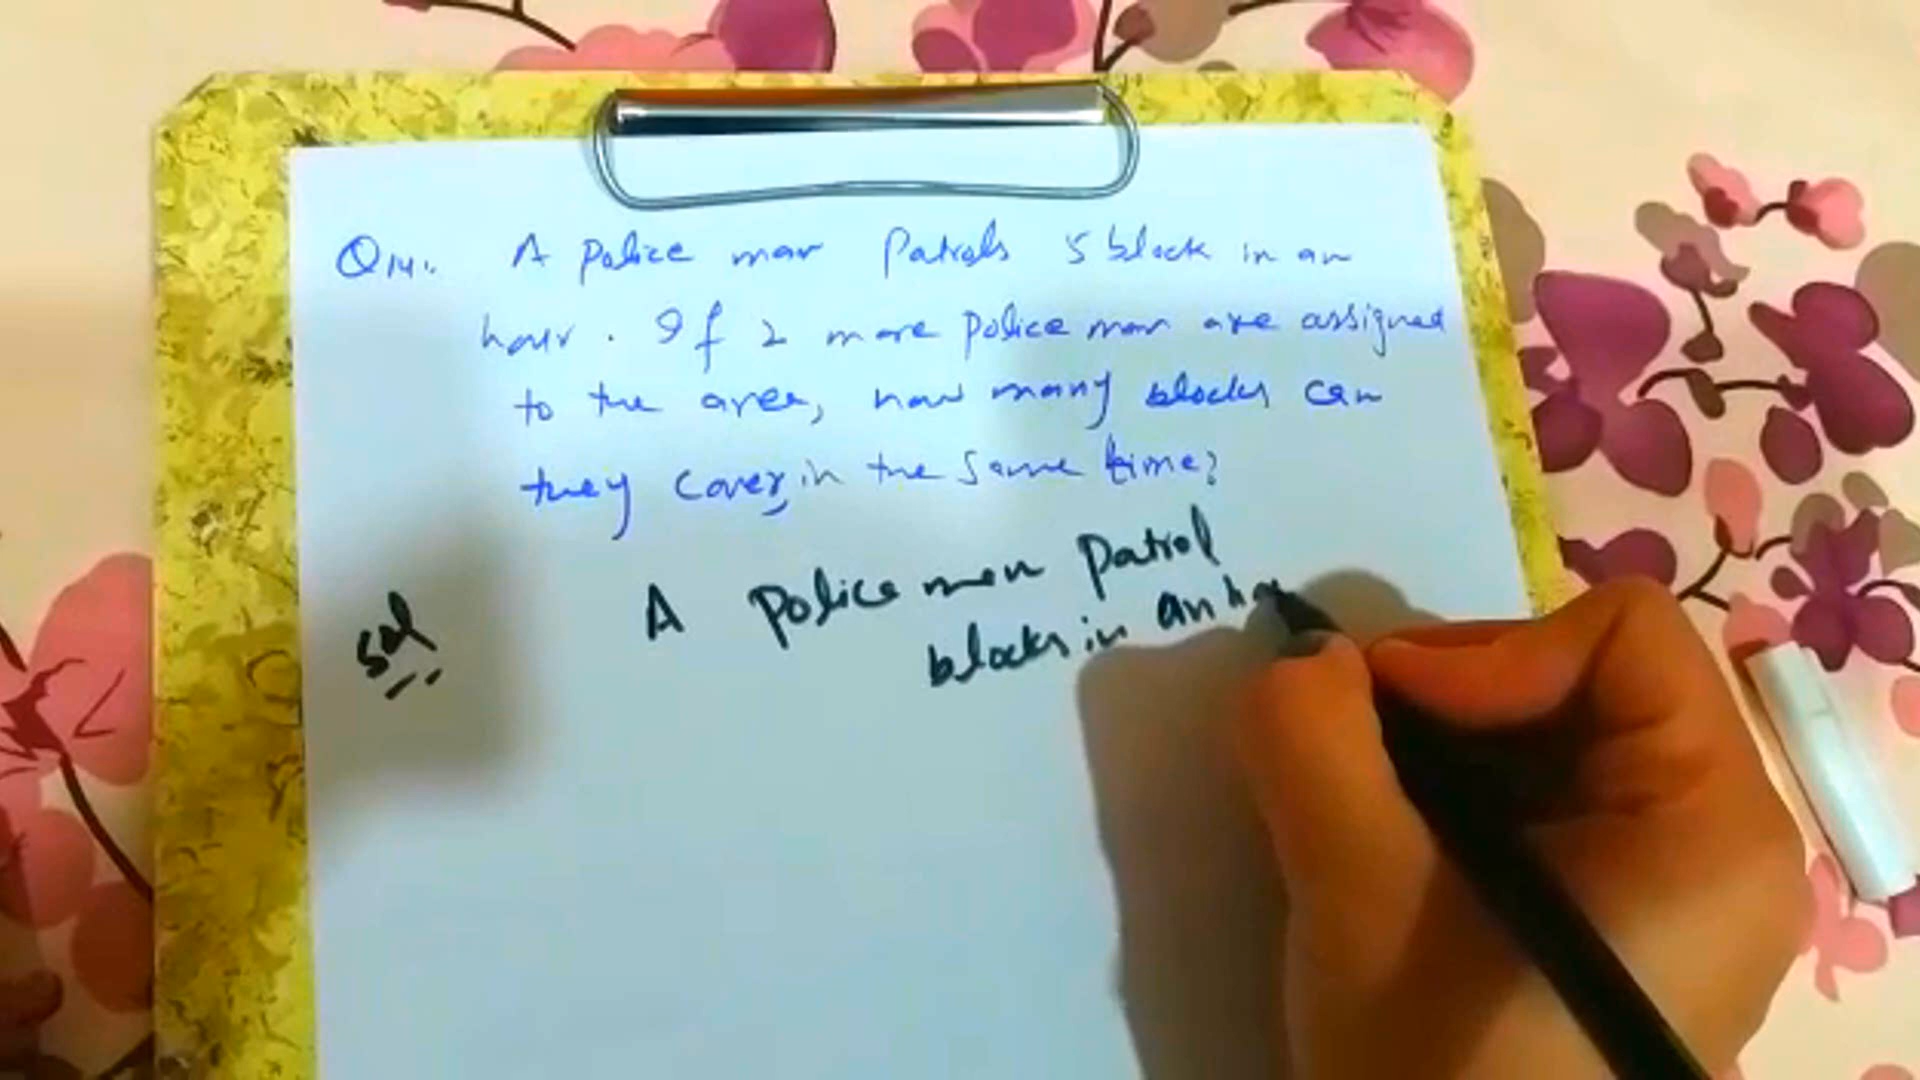 Q14. A police man Patrols 5 block in an
hour. If 2 more police man are assigned
to the area, how many blocks can
they cover, in the same time?
Sol A Police man patrol
blocks in an ho